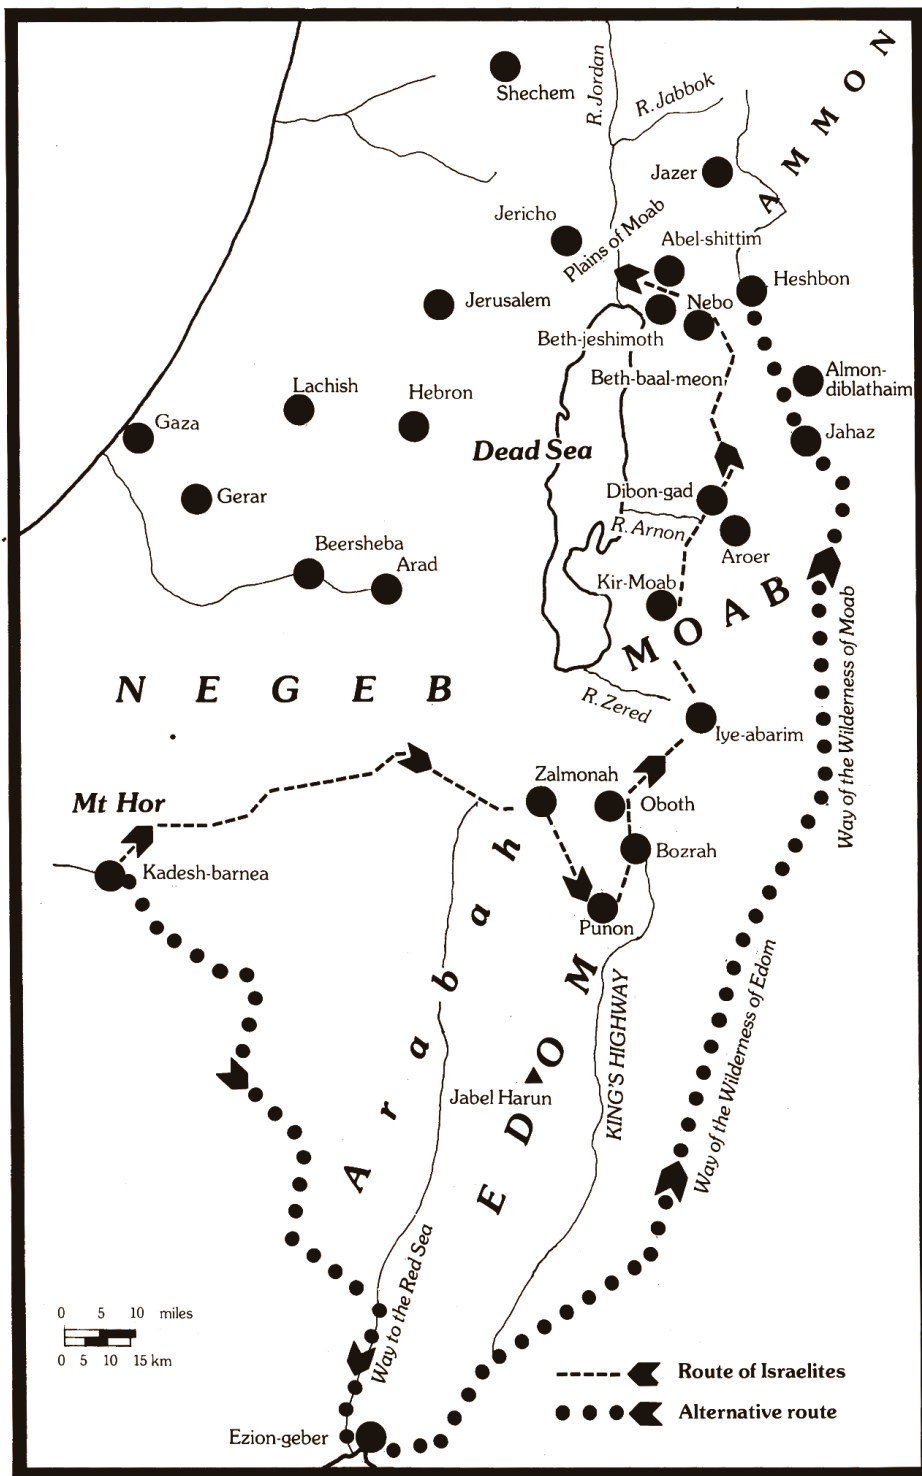 Shechem
R. Jordan
R. Jabbok
AMMON
Jazer
Jericho
Plains of Moab
Abel-shittim
Heshbon
Jerusalem
Nebo
Beth-jeshimoth
Beth-baal-meon
Almon-
diblathaim
Lachish
Hebron
Gaza
Jahaz
Dead Sea
Gerar
Dibon-gad
R. Arnon
Aroer
Beersheba
Arad
Kir-Moab
MOAB
Way of the Wilderness of Moab
NEGEB
R. Zered
Iye-abarim
Zalmonah
Mt Hor
Oboth
Bozrah
Kadesh-barnea
Punon
Arabah
EDOM
KING'S HIGHWAY
Way of the Wilderness of Edom
Jabel Harun
Way to the Red Sea
0 5 10 miles
0 5 10 15 km
Route of Israelites
Alternative route
Ezion-geber